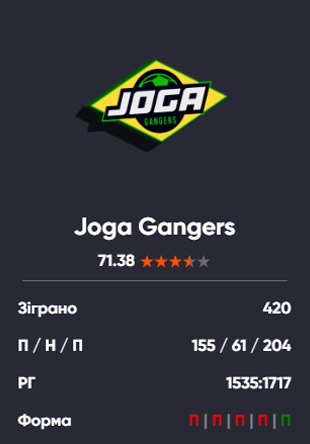 JOGA
GANGERS
Joga Gangers
71.38
Зіграно 420
П / Н / П 155 / 61 / 204
РГ 1535:1717
Форма П | П | П | П | П